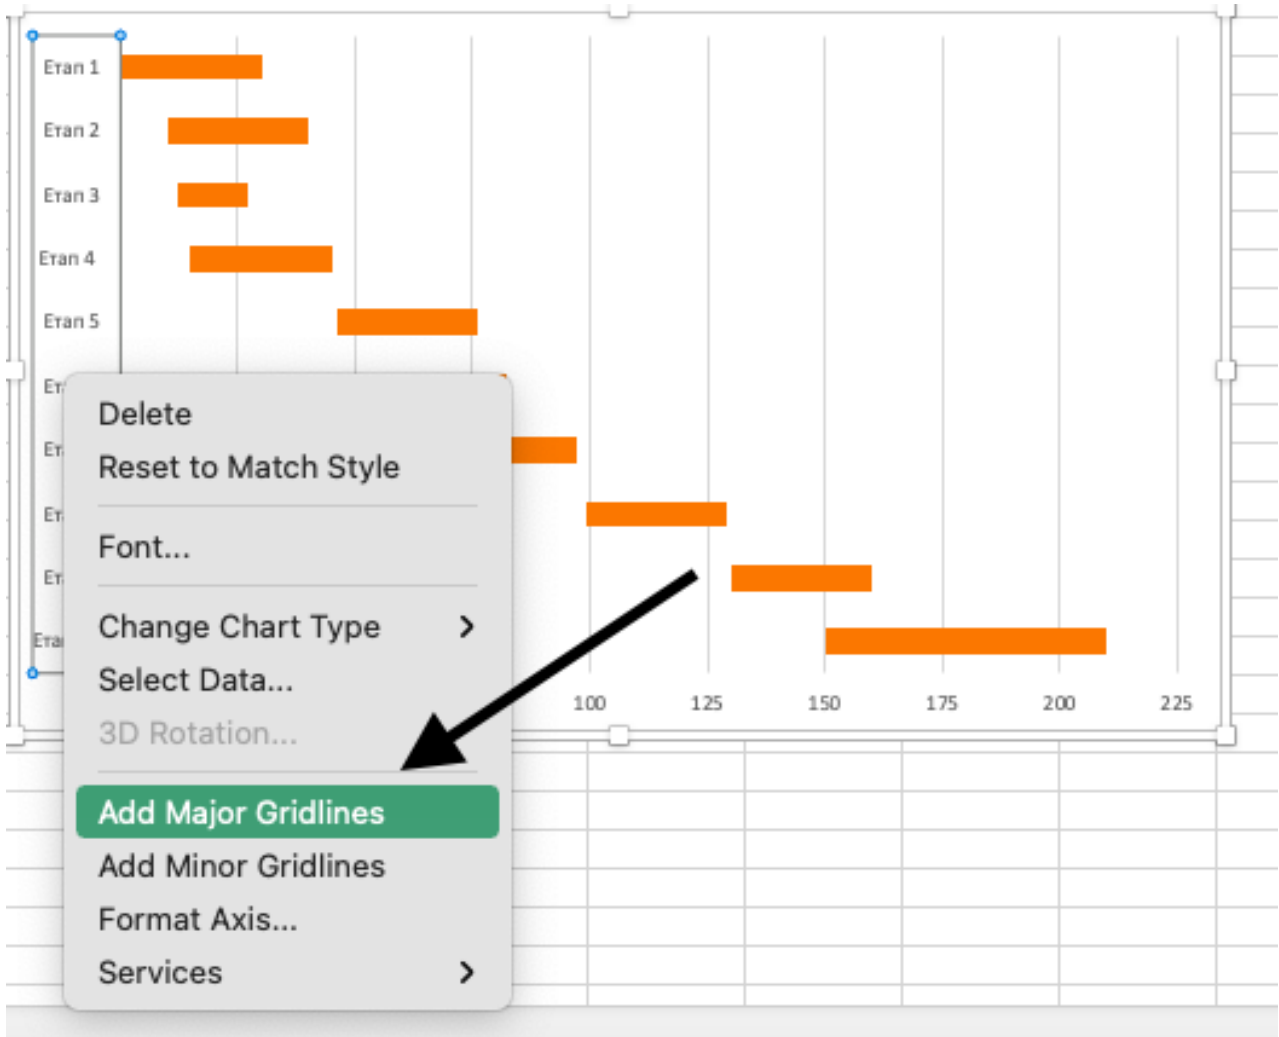 Етап 1
Етап 2
Етап 3
Етап 4
Етап 5
Delete
Reset to Match Style
Font...
Change Chart Type
Select Data...
3D Rotation...
Add Major Gridlines
Add Minor Gridlines
Format Axis...
Services
100 125 150 175 200 225